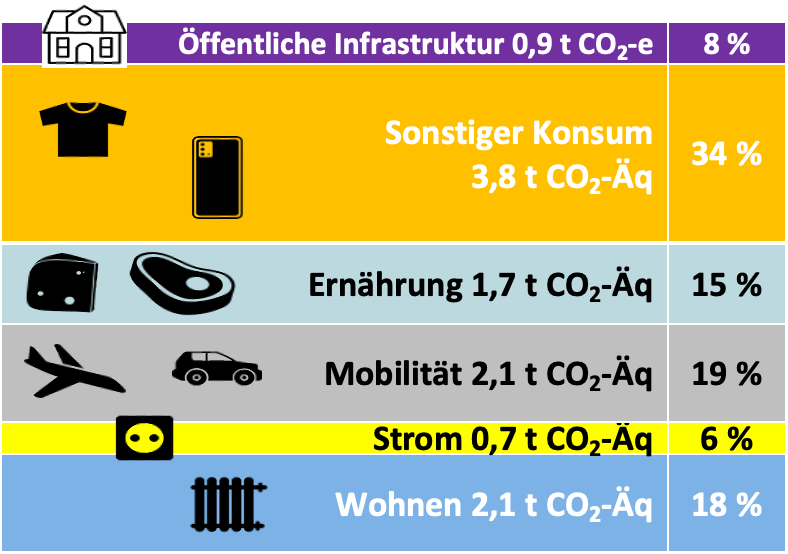 Öffentliche Infrastruktur 0,9 t CO₂-e 8 %
Sonstiger Konsum
3,8 t CO₂-Äq 34 %
Ernährung 1,7 t CO₂-Äq 15 %
Mobilität 2,1 t CO₂-Äq 19 %
Strom 0,7 t CO₂-Äq 6 %
Wohnen 2,1 t CO₂-Äq 18 %